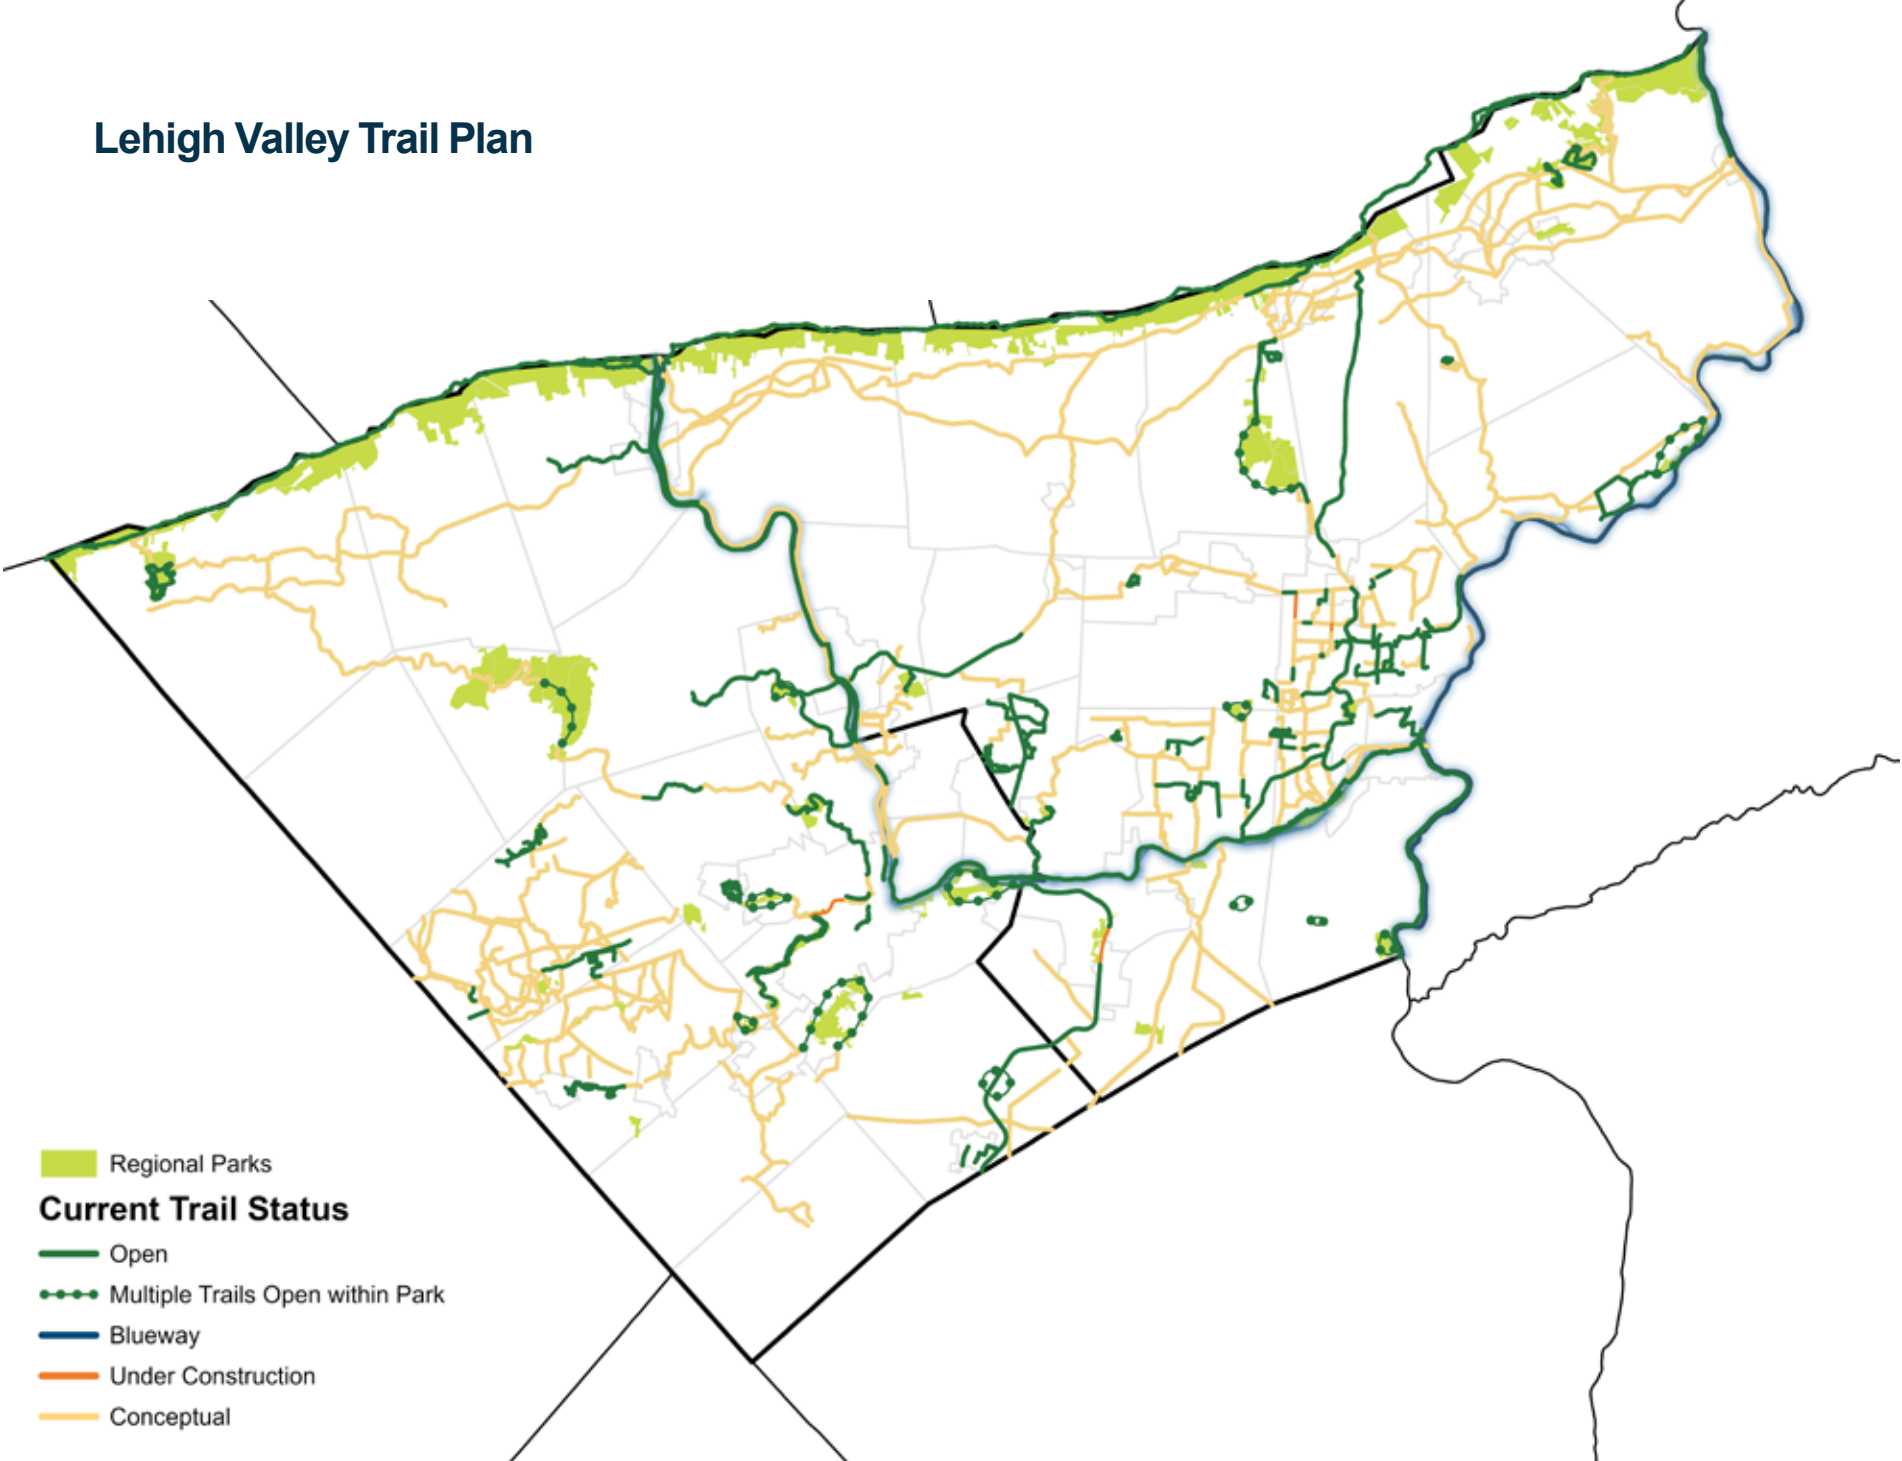 Lehigh Valley Trail Plan
Regional Parks
Current Trail Status
Open
Multiple Trails Open within Park
Blueway
Under Construction
Conceptual